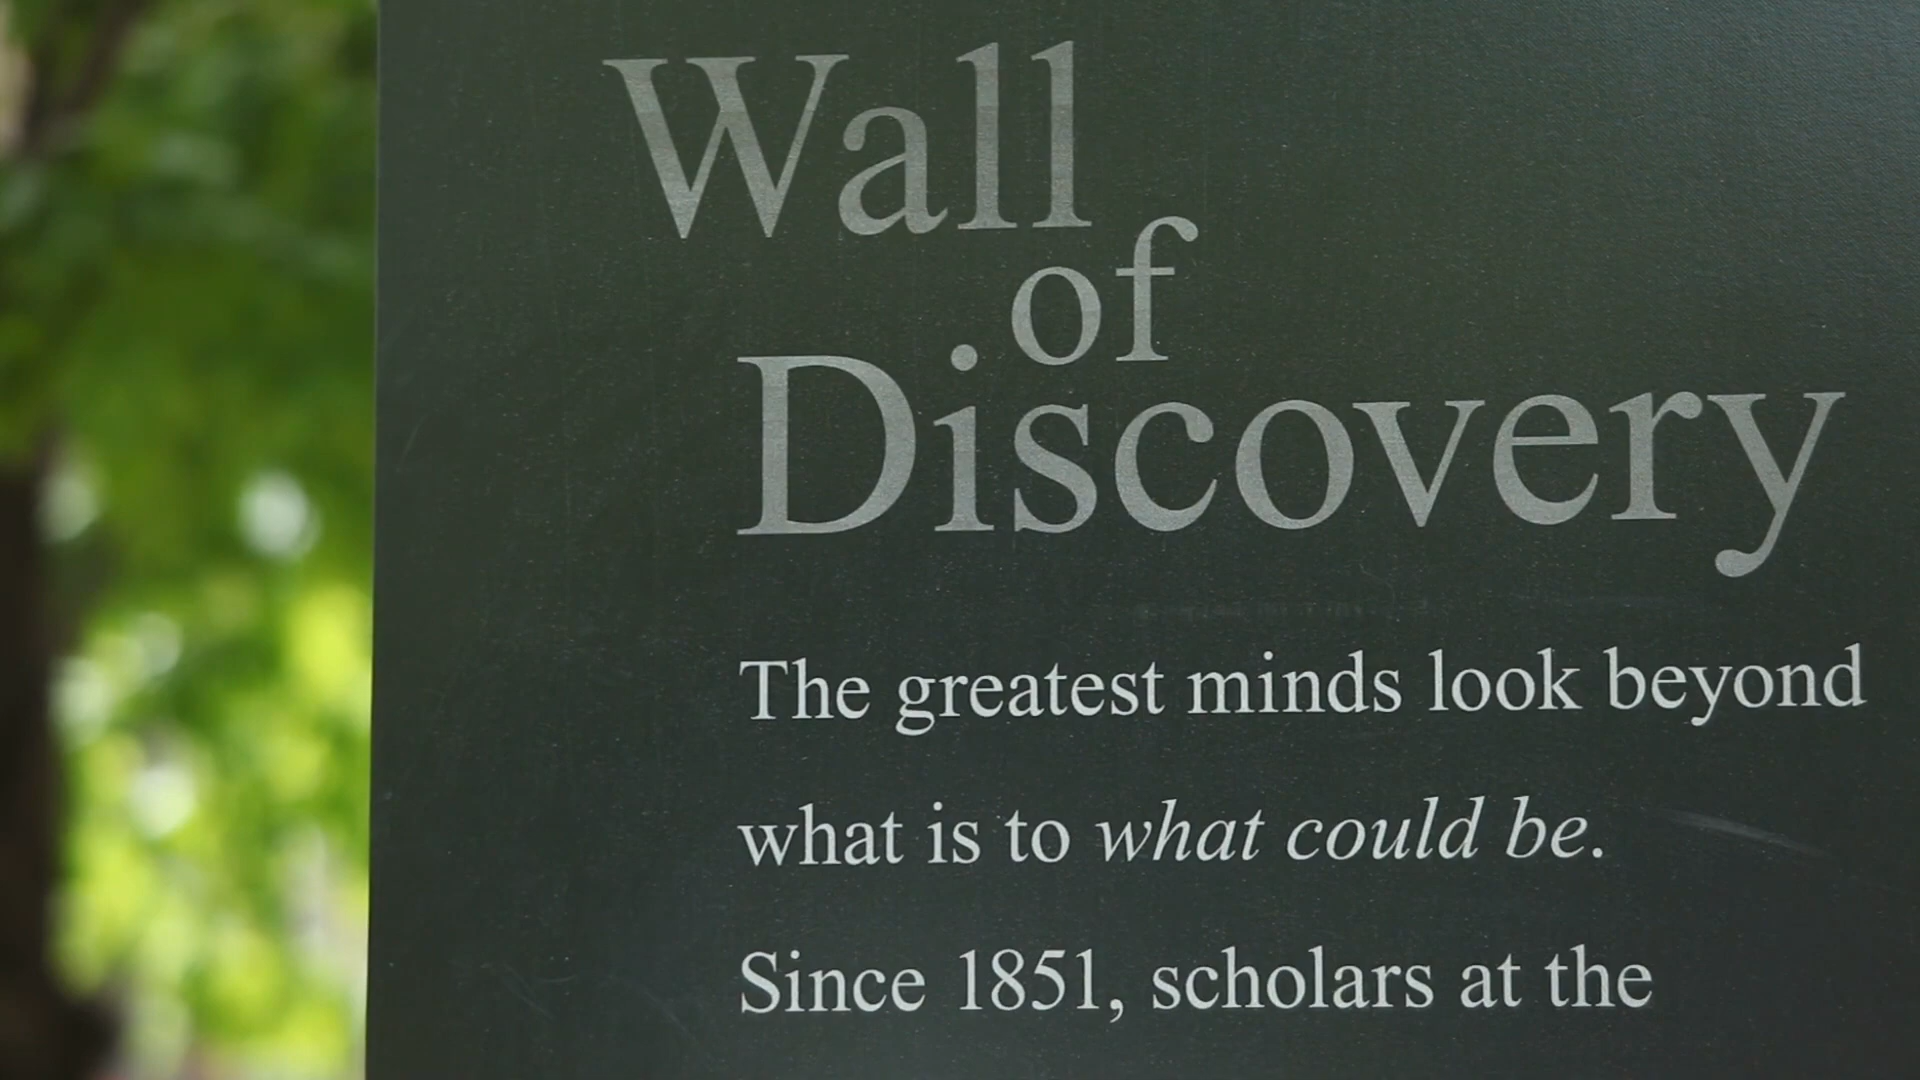 Wall
of
Discovery
The greatest minds look beyond
what is to what could be.
Since 1851, scholars at the